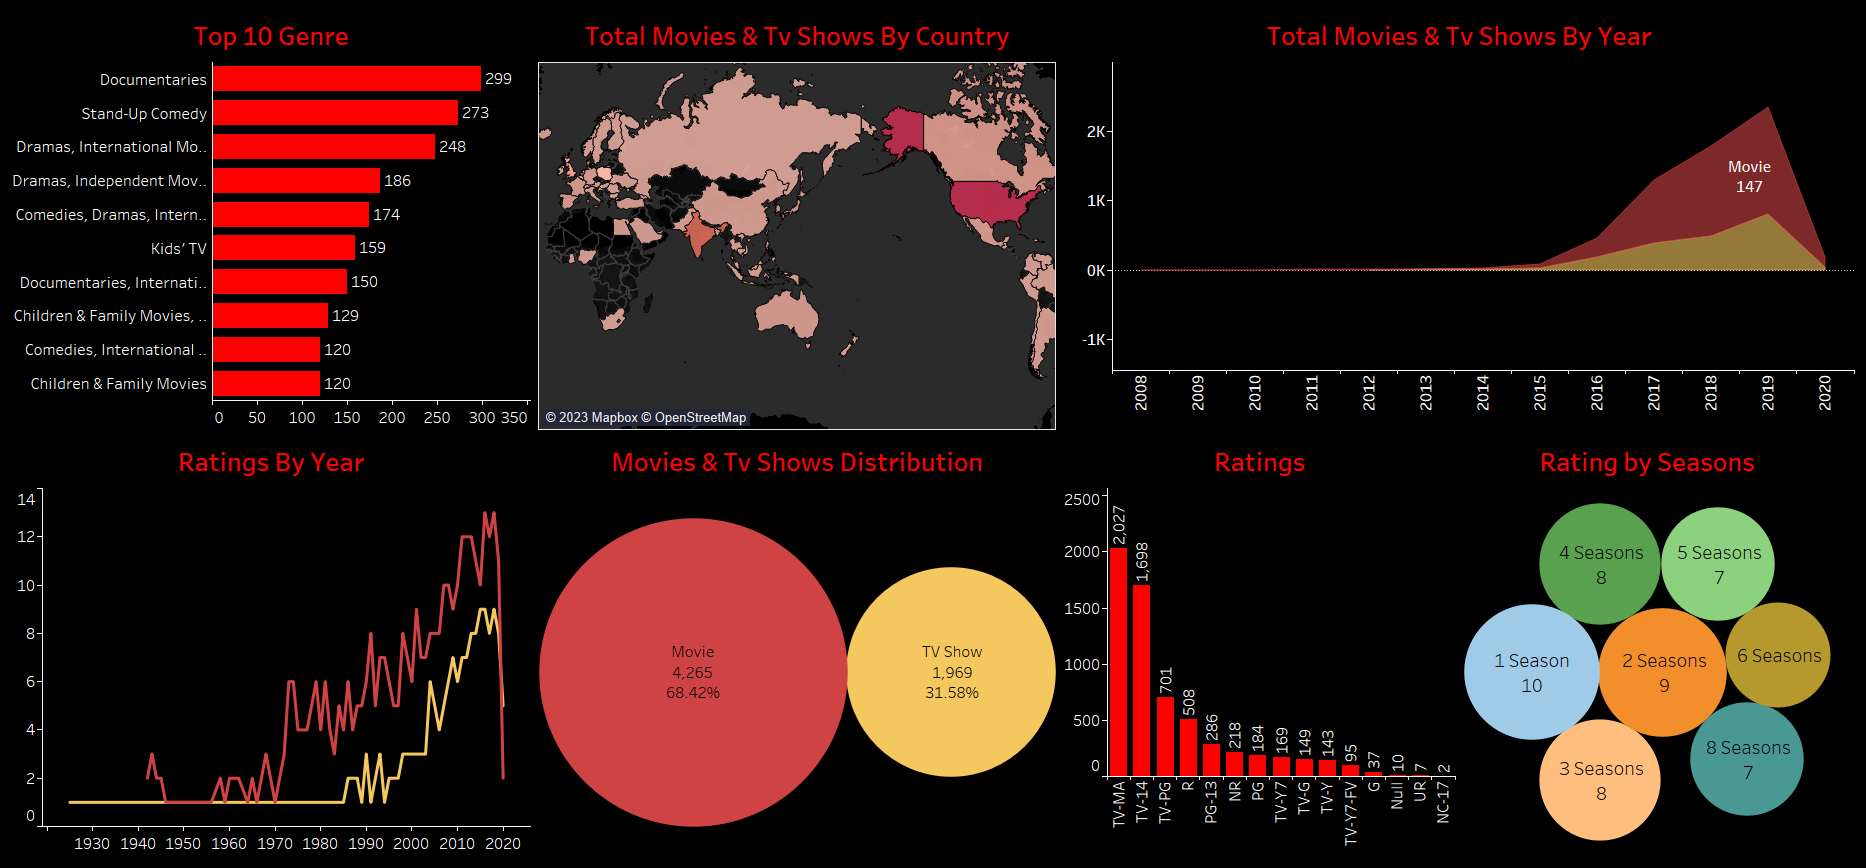 Top 10 Genre
Documentaries 299
Stand-Up Comedy 273
Dramas, International Mo.. 248
Dramas, Independent Mov.. 186
Comedies, Dramas, Intern.. 174
Kids' TV 159
Documentaries, Internati.. 150
Children & Family Movies, .. 129
Comedies, International .. 120
Children & Family Movies 120
0 50 100 150 200 250 300 350
Total Movies & Tv Shows By Country
© 2023 Mapbox © OpenStreetMap
Total Movies & Tv Shows By Year
2K
1K
0K
-1K
Movie
147
2008 2009 2010 2011 2012 2013 2014 2015 2016 2017 2018 2019 2020
Ratings By Year
14
12
10
8
6
4
2
0
1930 1940 1950 1960 1970 1980 1990 2000 2010 2020
Movies & Tv Shows Distribution
Movie
4,265
68.42%
TV Show
1,969
31.58%
Ratings
2500
2000
1500
1000
500
0
2,027 1,698 701 508 286 218 184 169 149 143 95 37 10 7 2
TV-MA TV-14 TV-PG R PG-13 NR PG TV-Y7 TV-G TV-Y TV-Y7-FV G Null UR NC-17
Rating by Seasons
4 Seasons
8
5 Seasons
7
1 Season
10
2 Seasons
9
6 Seasons
3 Seasons
8
8 Seasons
7